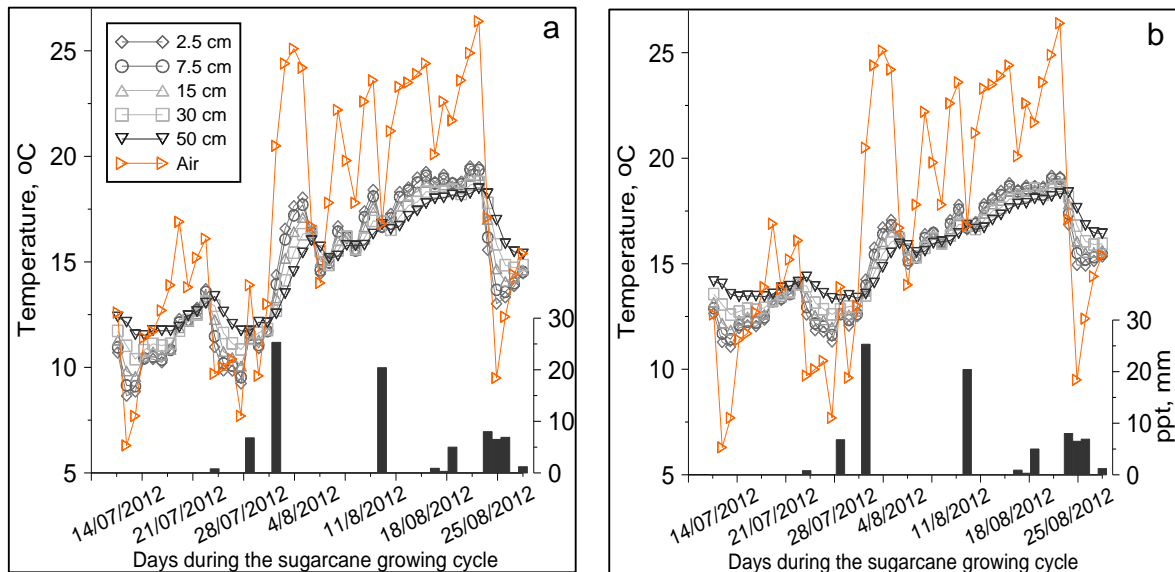 a
25
20
15
10
5
Temperature, oC
2.5 cm
7.5 cm
15 cm
30 cm
50 cm
Air
30
20
10
0
14/07/2012
21/07/2012
28/07/2012
4/8/2012
11/8/2012
18/08/2012
25/08/2012
Days during the sugarcane growing cycle
b
25
20
15
10
5
Temperature, oC
30
20
10
0
ppt, mm
14/07/2012
21/07/2012
28/07/2012
4/8/2012
11/8/2012
18/08/2012
25/08/2012
Days during the sugarcane growing cycle